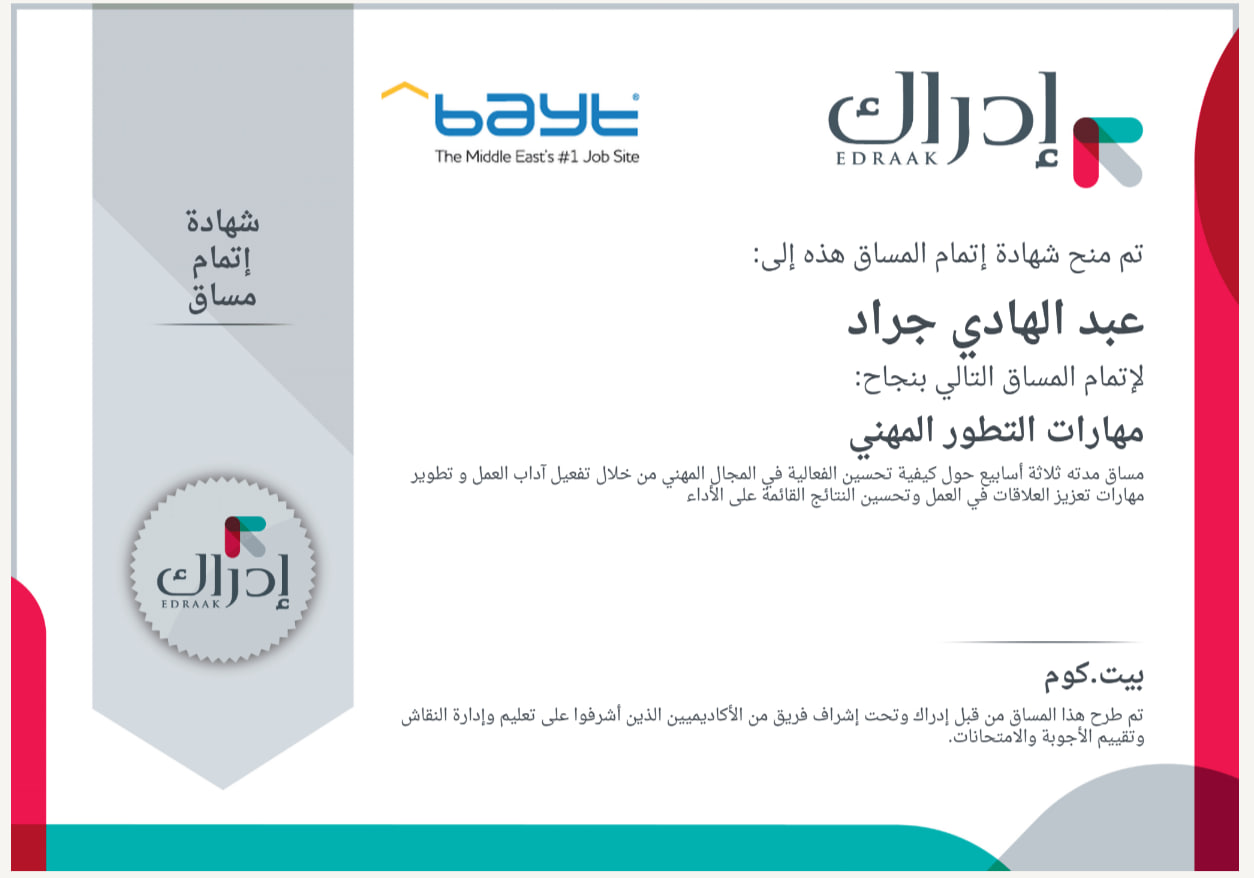 bayt®
The Middle East's #1 Job Site
إدراك
EDRAAK
شهادة
إتمام
مساق
تم منح شهادة إتمام المساق هذه إلى:
عبد الهادي جراد
لإتمام المساق التالي بنجاح:
مهارات التطور المهني
مساق مدته ثلاثة أسابيع حول كيفية تحسين الفعالية في المجال المهني من خلال تفعيل آداب العمل و تطوير
مهارات تعزيز العلاقات في العمل وتحسين النتائج القائمة على الأداء
إدراك
EDRAAK
بيت.كوم
تم طرح هذا المساق من قبل إدراك وتحت إشراف فريق من الأكاديميين الذين أشرفوا على تعليم وإدارة النقاش
وتقييم الأجوبة والامتحانات.